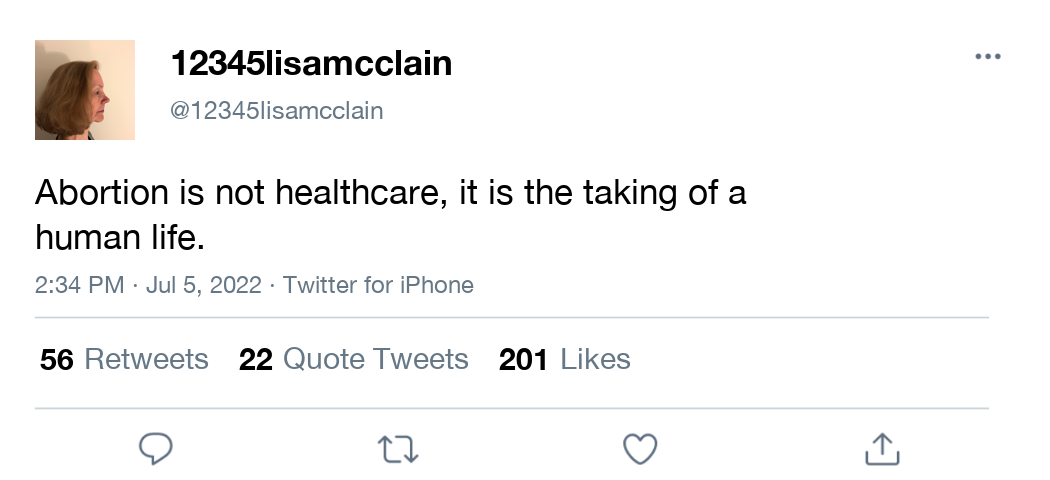 12345lisamcclain
@12345lisamcclain
Abortion is not healthcare, it is the taking of a
human life.
2:34 PM · Jul 5, 2022 · Twitter for iPhone
56 Retweets 22 Quote Tweets 201 Likes